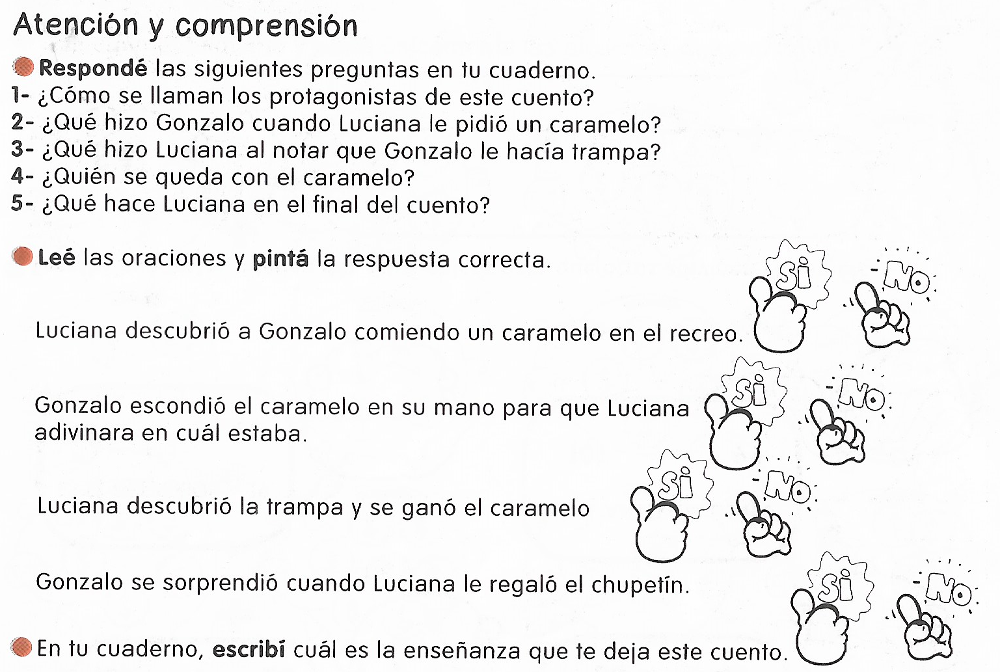 Atención y comprensión
Respondé las siguientes preguntas en tu cuaderno.
1- ¿Cómo se llaman los protagonistas de este cuento?
2- ¿Qué hizo Gonzalo cuando Luciana le pidió un caramelo?
3- ¿Qué hizo Luciana al notar que Gonzalo le hacía trampa?
4- ¿Quién se queda con el caramelo?
5- ¿Qué hace Luciana en el final del cuento?
Leé las oraciones y pintá la respuesta correcta.
SI NO
Luciana descubrió a Gonzalo comiendo un caramelo en el recreo.
SI NO
Gonzalo escondió el caramelo en su mano para que Luciana
adivinara en cuál estaba.
SI NO
Luciana descubrió la trampa y se ganó el caramelo
SI NO
Gonzalo se sorprendió cuando Luciana le regaló el chupetín.
En tu cuaderno, escribí cuál es la enseñanza que te deja este cuento.